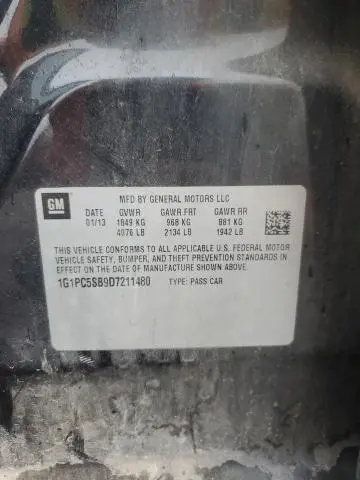 GM
MFD BY GENERAL MOTORS LLC
DATE GVWR GAWR FRT GAWR RR
01/13 1849 KG 968 KG 881 KG
4076 LB 2134 LB 1942 LB
THIS VEHICLE CONFORMS TO ALL APPLICABLE U.S. FEDERAL MOTOR
VEHICLE SAFETY, BUMPER, AND THEFT PREVENTION STANDARDS IN
EFFECT ON THE DATE OF MANUFACTURE SHOWN ABOVE.
1G1PC5SB9D7211480 TYPE: PASS CAR